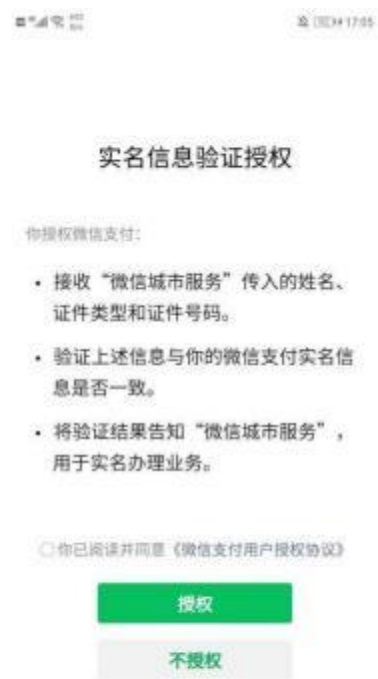 17:05
实名信息验证授权
你授权微信支付：
• 接收“微信城市服务”传入的姓名、
证件类型和证件号码。
• 验证上述信息与你的微信支付实名信
息是否一致。
• 将验证结果告知“微信城市服务”，
用于实名办理业务。
你已阅读并同意《微信支付用户授权协议》
授权
不授权